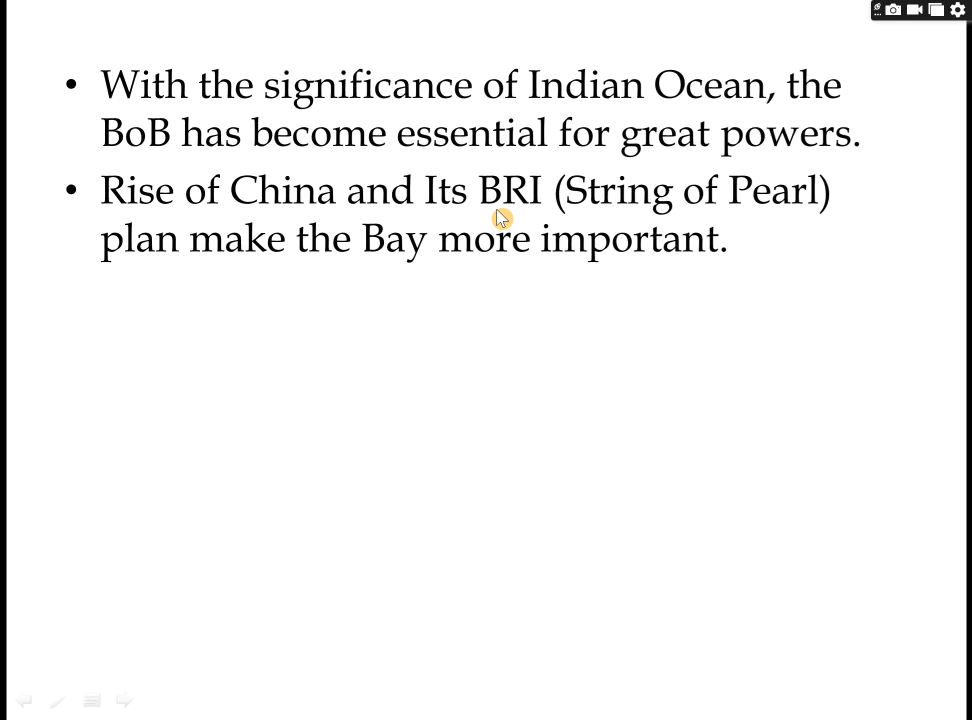 • With the significance of Indian Ocean, the
BoB has become essential for great powers.
• Rise of China and Its BRI (String of Pearl)
plan make the Bay more important.